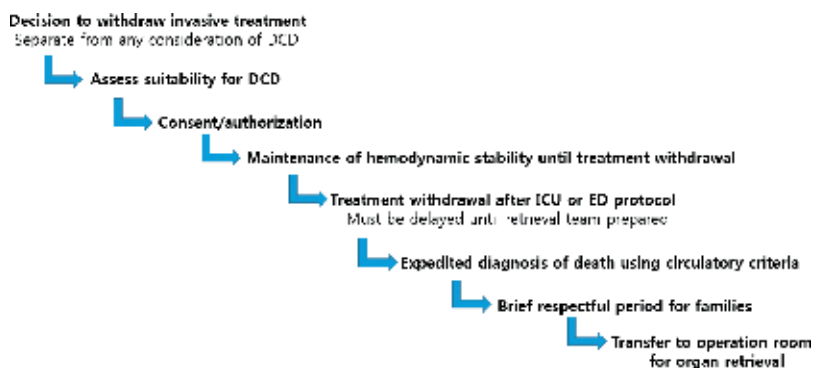 Decision to withdraw invasive treatment
Separate from any consideration of DCD
Assess suitability for DCD
Consent/authorization
Maintenance of hemodynamic stability until treatment withdrawal
Treatment withdrawal after ICU or ED protocol
Must be delayed until retrieval team prepared
Expedited diagnosis of death using circulatory criteria
Brief respectful period for families
Transfer to operation room
for organ retrieval